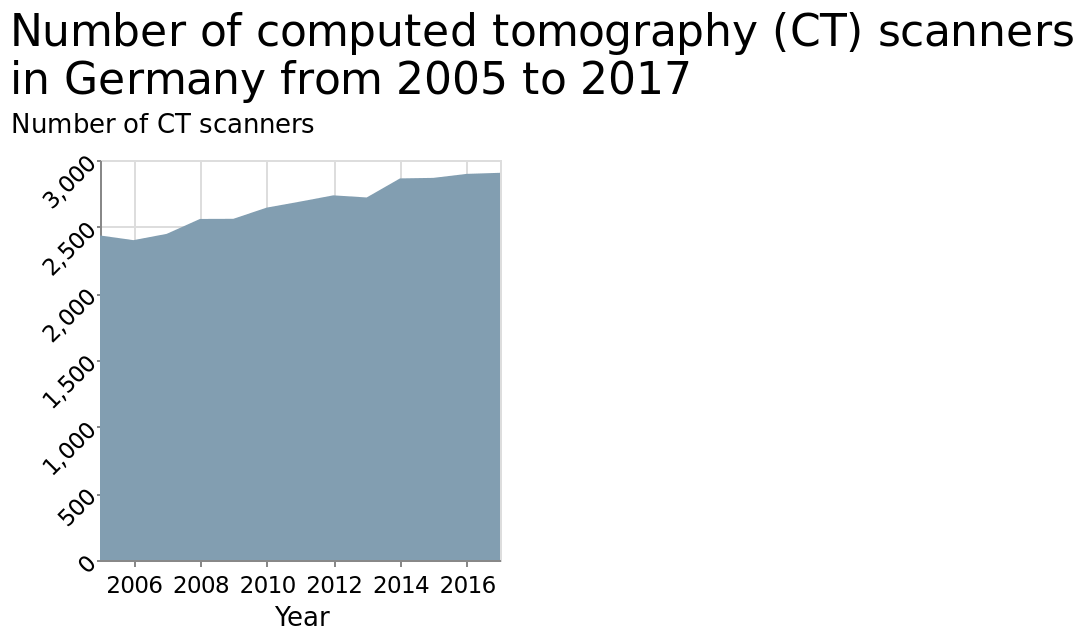 Number of computed tomography (CT) scanners
in Germany from 2005 to 2017
Number of CT scanners
3,000
2,500
2,000
1,500
1,000
500
0
2006 2008 2010 2012 2014 2016
Year